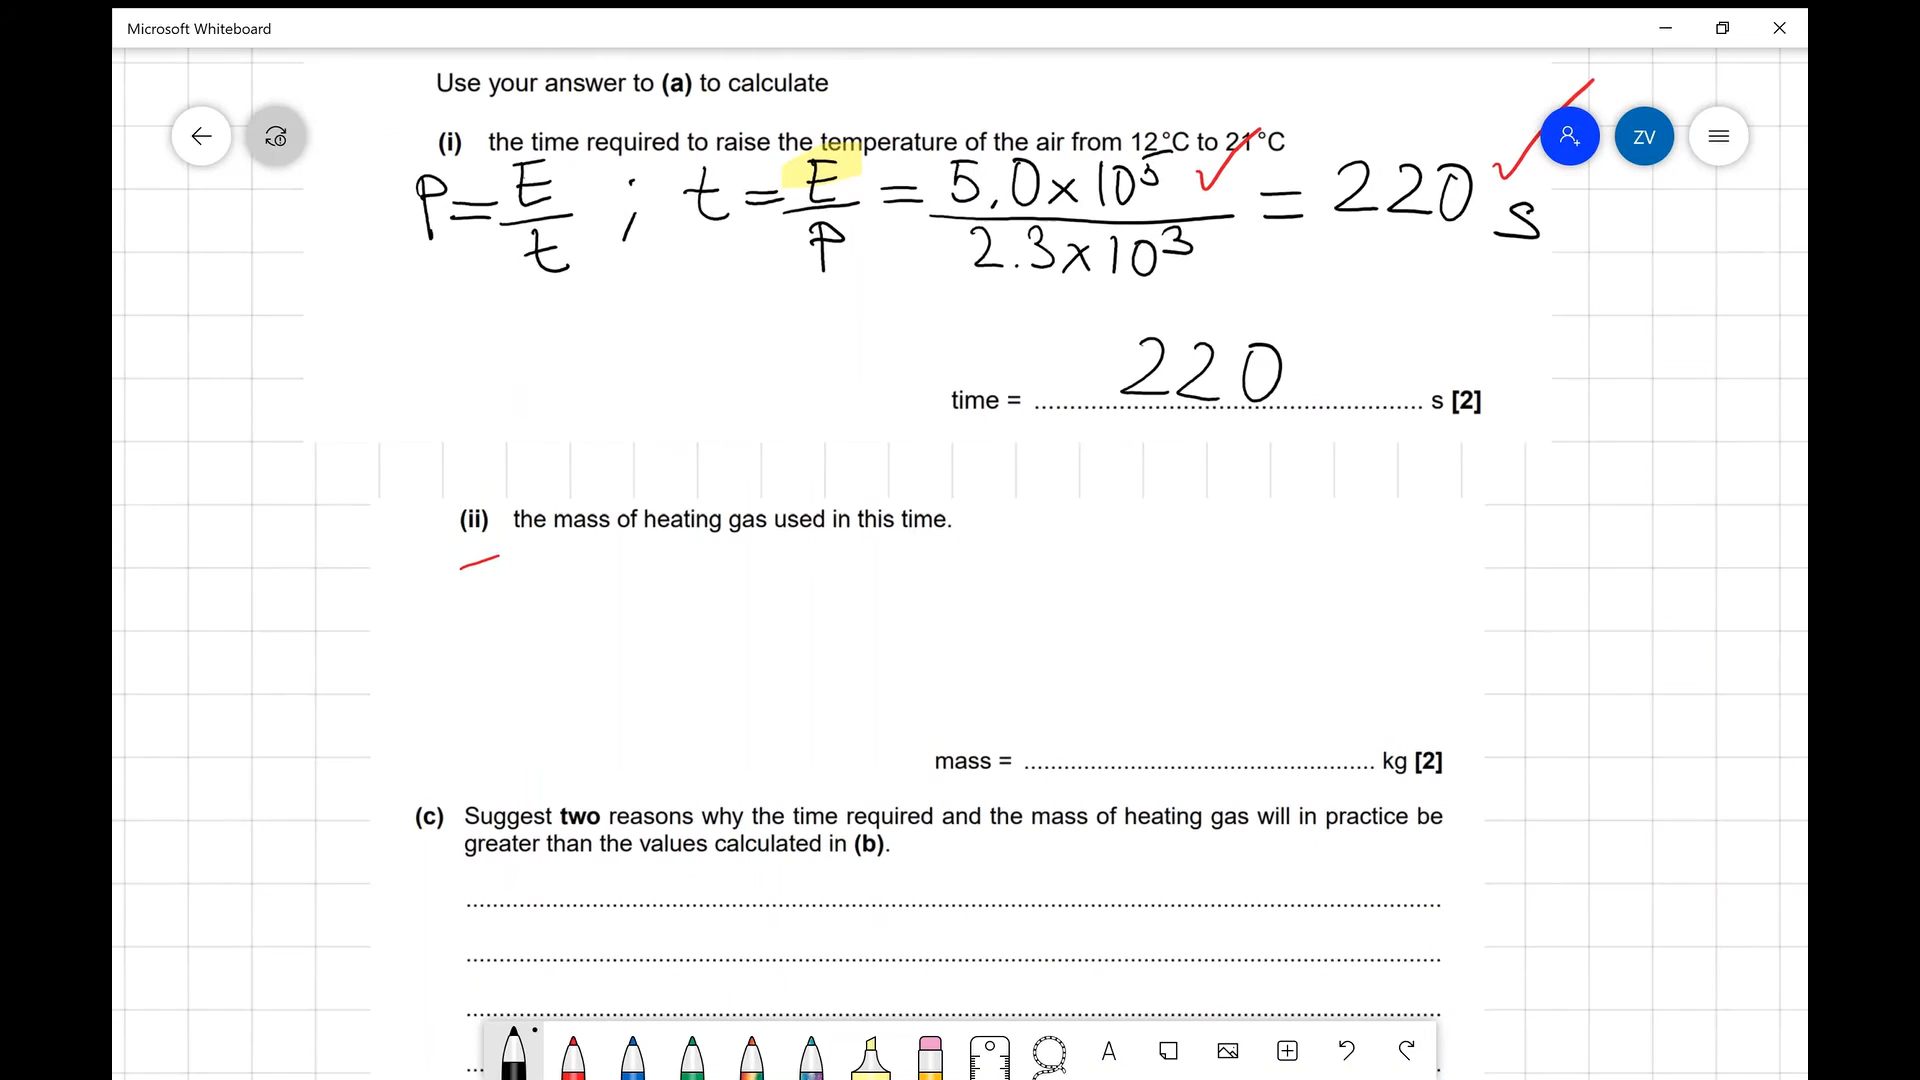 Microsoft Whiteboard
Use your answer to (a) to calculate
(i) the time required to raise the temperature of the air from 12°C to 21°C
P = E/t ; t = E/P = 5.0x10^5 / 2.3x10^3 = 220 s
ZV
220
time = ........................................................ s [2]
(ii) the mass of heating gas used in this time.
mass = ..................................................... kg [2]
(c) Suggest two reasons why the time required and the mass of heating gas will in practice be
greater than the values calculated in (b).
A